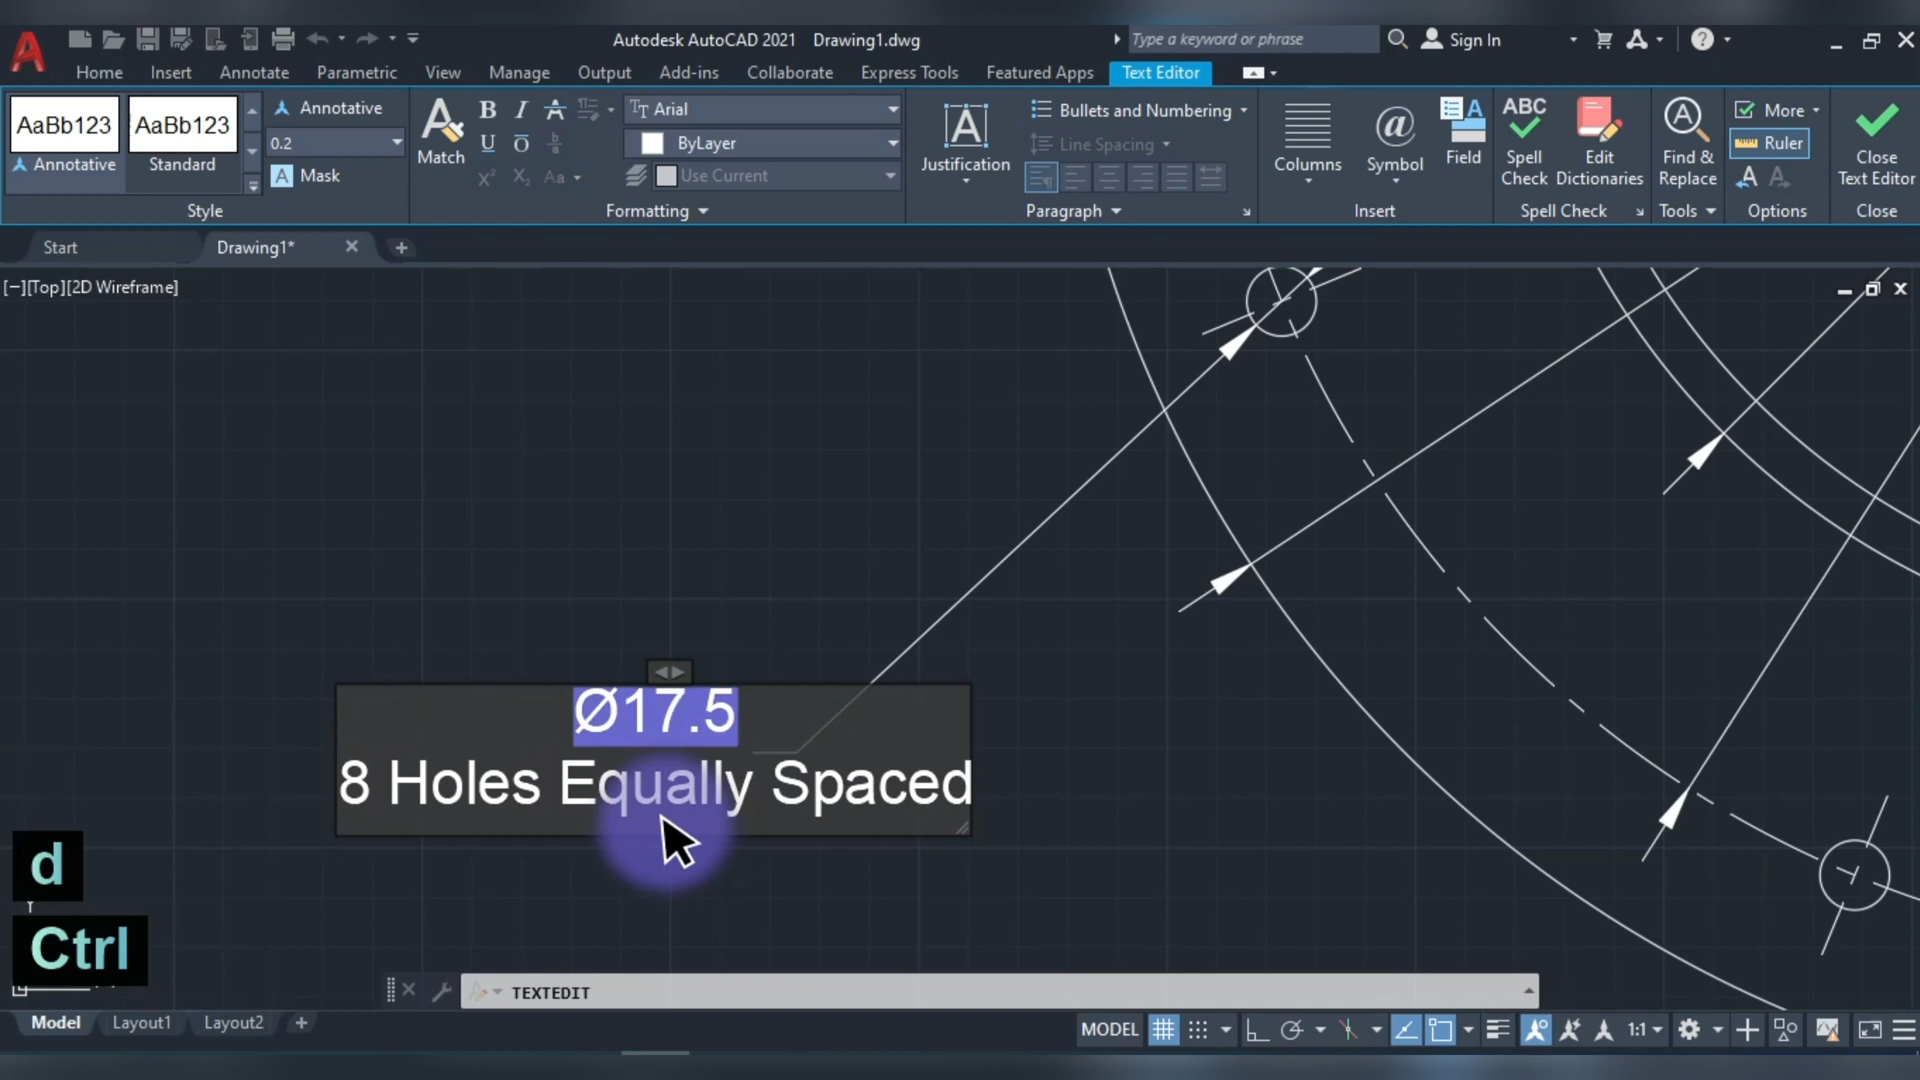 Autodesk AutoCAD 2021 Drawing1.dwg
Type a keyword or phrase
Sign In
Home Insert Annotate Parametric View Manage Output Add-ins Collaborate Express Tools Featured Apps Text Editor
AaBb123
Annotative
AaBb123
Standard
Annotative
0.2
Mask
Style
Match
B I A
U O
Arial
ByLayer
Use Current
Formatting
Justification
Bullets and Numbering
Line Spacing
Paragraph
Columns
Symbol
Field
Insert
ABC
Spell
Check
Edit
Dictionaries
Spell Check
Find &
Replace
Tools
More
Ruler
Options
Close
Text Editor
Close
Start
Drawing1*
[−][Top][2D Wireframe]
Ø17.5
8 Holes Equally Spaced
d
Y
Ctrl
TEXTEDIT
Model Layout1 Layout2
MODEL
1:1